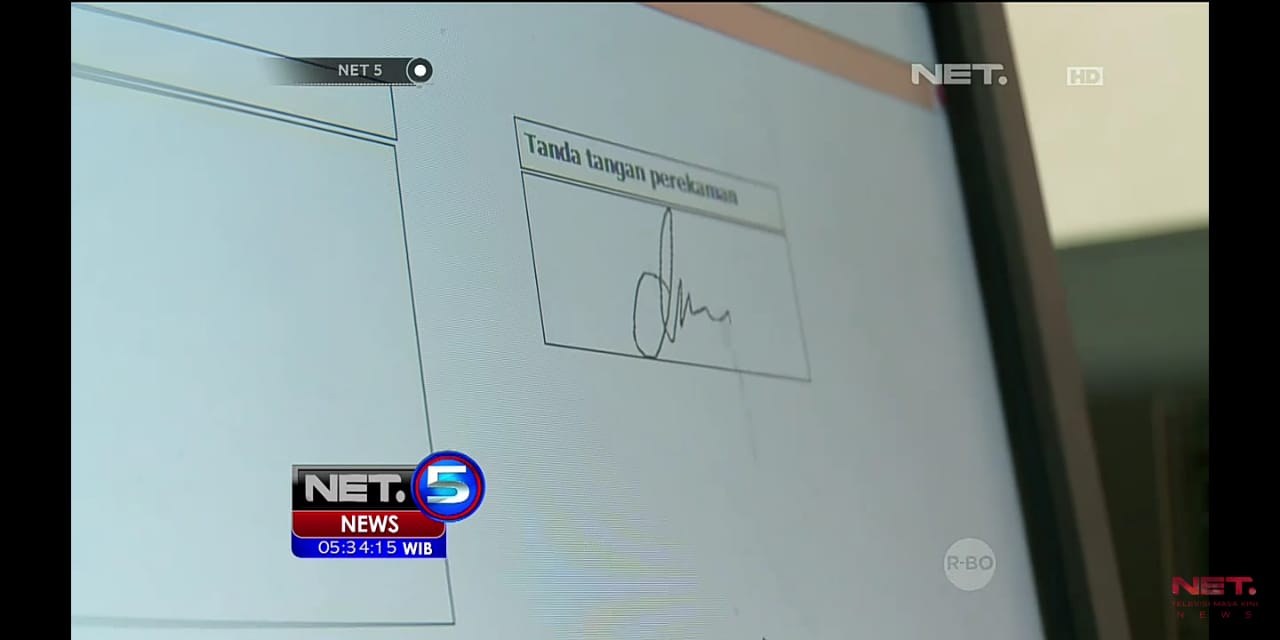 NET 5
NET.
HD
Tanda tangan perekaman
NET. 5
NEWS
05:34:15 WIB
R-BO
NET.
TELEVISI MASA KINI
NEWS